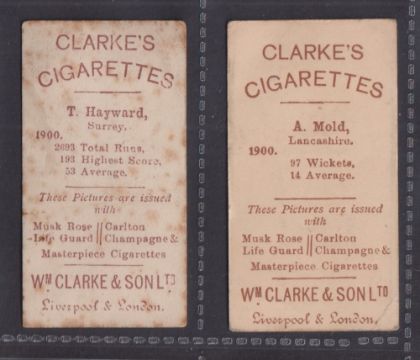 CLARKE'S
CIGARETTES
T. Hayward,
Surrey.
1900.
2693 Total Runs,
193 Highest Score,
53 Average.
These Pictures are issued
with
Musk Rose || Carlton
Life Guard || Champagne &
Masterpiece Cigarettes
WM CLARKE & SON LTD
Liverpool & London.
CLARKE'S
CIGARETTES
A. Mold,
Lancashire.
1900.
97 Wickets,
14 Average.
These Pictures are issued
with
Musk Rose || Carlton
Life Guard || Champagne &
Masterpiece Cigarettes
WM CLARKE & SON LTD
Liverpool & London.